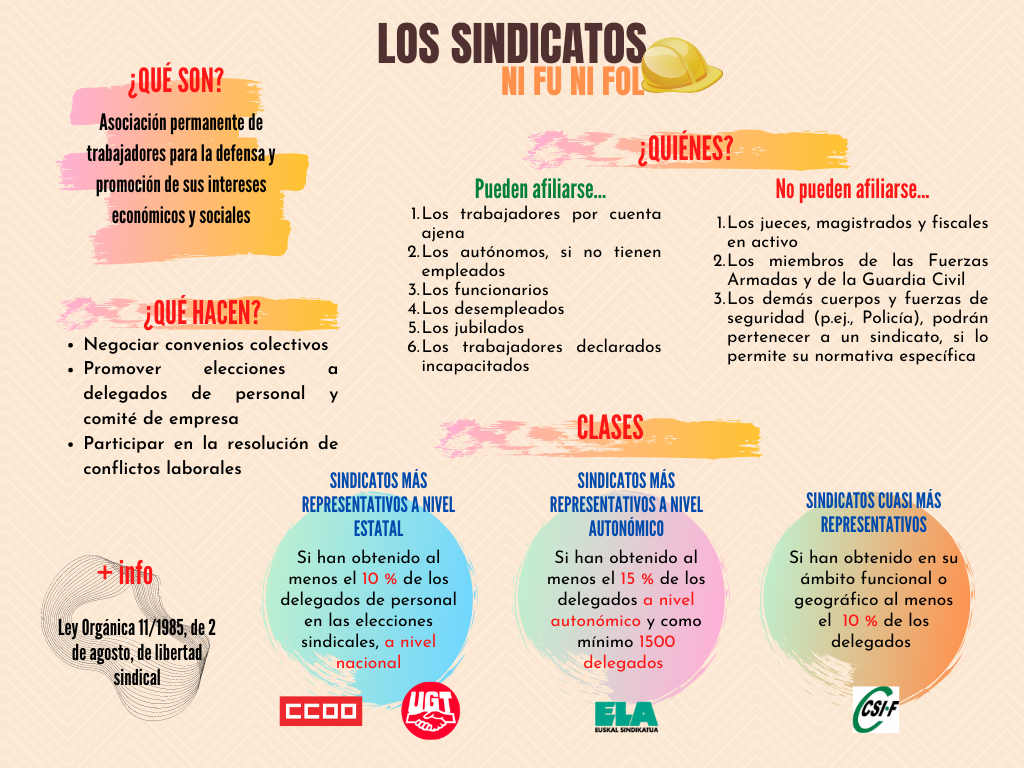 LOS SINDICATOS
NI FU NI FOL
¿QUÉ SON?
Asociación permanente de
trabajadores para la defensa y
promoción de sus intereses
económicos y sociales
¿QUÉ HACEN?
• Negociar convenios colectivos
• Promover elecciones a
delegados de personal y
comité de empresa
• Participar en la resolución de
conflictos laborales
¿QUIÉNES?
Pueden afiliarse...
1. Los trabajadores por cuenta
ajena
2. Los autónomos, si no tienen
empleados
3. Los funcionarios
4. Los desempleados
5. Los jubilados
6. Los trabajadores declarados
incapacitados
No pueden afiliarse...
1. Los jueces, magistrados y fiscales
en activo
2. Los miembros de las Fuerzas
Armadas y de la Guardia Civil
3. Los demás cuerpos y fuerzas de
seguridad (p.ej., Policía), podrán
pertenecer a un sindicato, si lo
permite su normativa específica
CLASES
SINDICATOS MÁS
REPRESENTATIVOS A NIVEL
ESTATAL
Si han obtenido al
menos el 10 % de los
delegados de personal
en las elecciones
sindicales, a nivel
nacional
CCOO
UGT
SINDICATOS MÁS
REPRESENTATIVOS A NIVEL
AUTONÓMICO
Si han obtenido al
menos el 15 % de los
delegados a nivel
autonómico y como
mínimo 1500
delegados
ELA
EUSKAL SINDIKATUA
SINDICATOS CUASI MÁS
REPRESENTATIVOS
Si han obtenido en su
ámbito funcional o
geográfico al menos
el 10 % de los
delegados
CSI·F
+ info
Ley Orgánica 11/1985, de 2
de agosto, de libertad
sindical